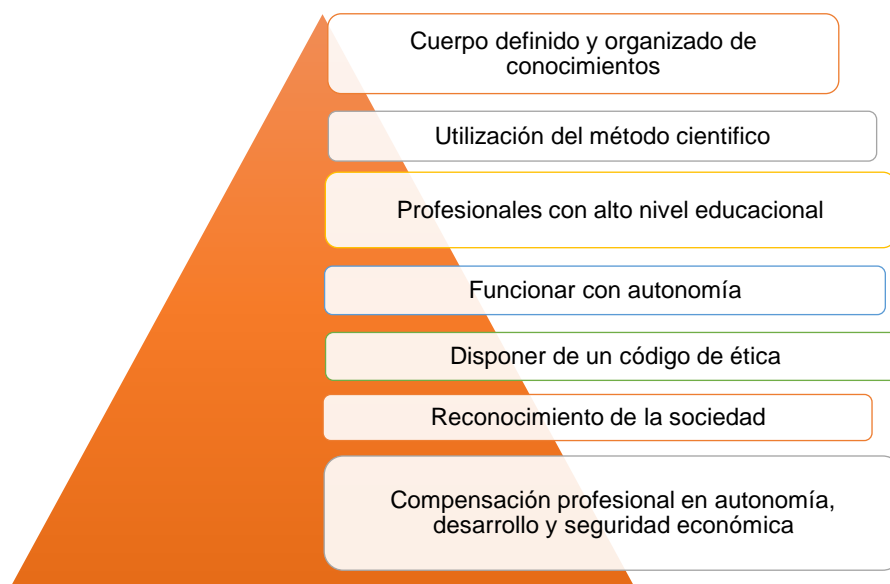 Cuerpo definido y organizado de
conocimientos
Utilización del método cientifico
Profesionales con alto nivel educacional
Funcionar con autonomía
Disponer de un código de ética
Reconocimiento de la sociedad
Compensación profesional en autonomía,
desarrollo y seguridad económica